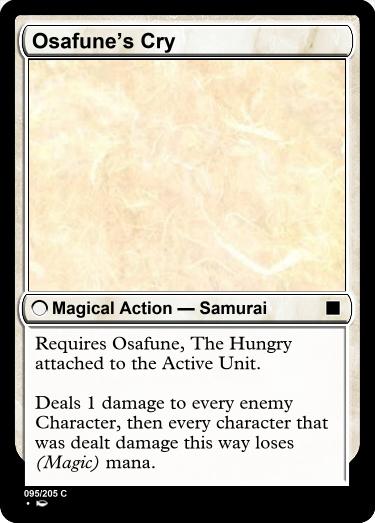 Osafune's Cry
Magical Action — Samurai
Requires Osafune, The Hungry
attached to the Active Unit.
Deals 1 damage to every enemy
Character, then every character that
was dealt damage this way loses
(Magic) mana.
095/205 C